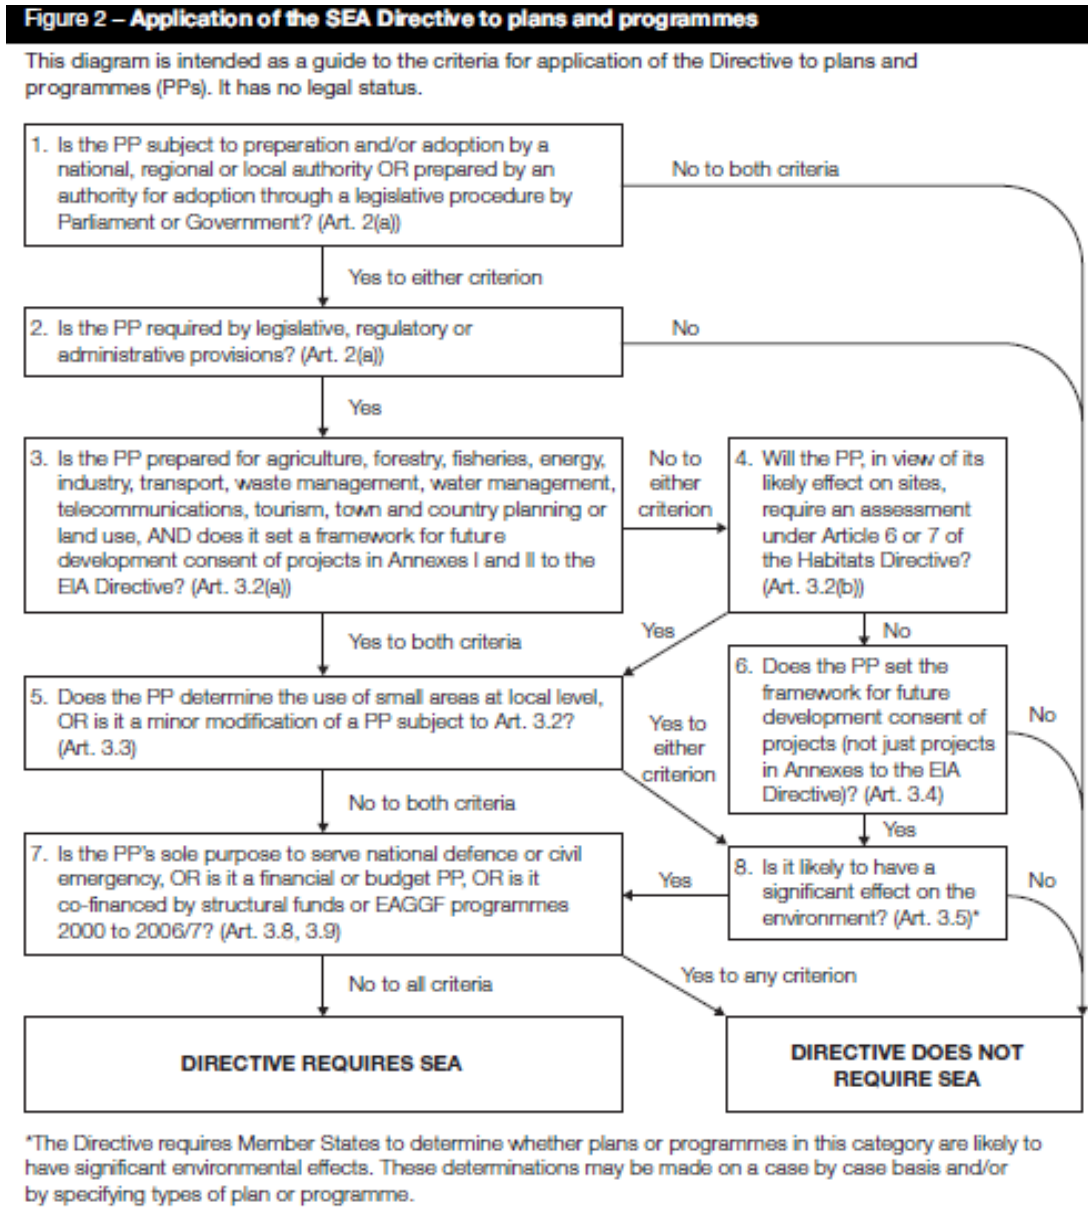 Figure 2 – Application of the SEA Directive to plans and programmes
This diagram is intended as a guide to the criteria for application of the Directive to plans and
programmes (PPs). It has no legal status.
1. Is the PP subject to preparation and/or adoption by a
national, regional or local authority OR prepared by an
authority for adoption through a legislative procedure by
Parliament or Government? (Art. 2(a))
No to both criteria
Yes to either criterion
2. Is the PP required by legislative, regulatory or
administrative provisions? (Art. 2(a))
No
Yes
3. Is the PP prepared for agriculture, forestry, fisheries, energy,
industry, transport, waste management, water management,
telecommunications, tourism, town and country planning or
land use, AND does it set a framework for future
development consent of projects in Annexes I and II to the
EIA Directive? (Art. 3.2(a))
No to
either
criterion
4. Will the PP, in view of its
likely effect on sites,
require an assessment
under Article 6 or 7 of
the Habitats Directive?
(Art. 3.2(b))
Yes to both criteria
Yes
No
5. Does the PP determine the use of small areas at local level,
OR is it a minor modification of a PP subject to Art. 3.2?
(Art. 3.3)
Yes to
either
criterion
6. Does the PP set the
framework for future
development consent of
projects (not just projects
in Annexes to the EIA
Directive)? (Art. 3.4)
No
No to both criteria
Yes
7. Is the PP's sole purpose to serve national defence or civil
emergency, OR is it a financial or budget PP, OR is it
co-financed by structural funds or EAGGF programmes
2000 to 2006/7? (Art. 3.8, 3.9)
Yes
8. Is it likely to have a
significant effect on the
environment? (Art. 3.5)*
No
No to all criteria
Yes to any criterion
DIRECTIVE REQUIRES SEA
DIRECTIVE DOES NOT
REQUIRE SEA
*The Directive requires Member States to determine whether plans or programmes in this category are likely to
have significant environmental effects. These determinations may be made on a case by case basis and/or
by specifying types of plan or programme.